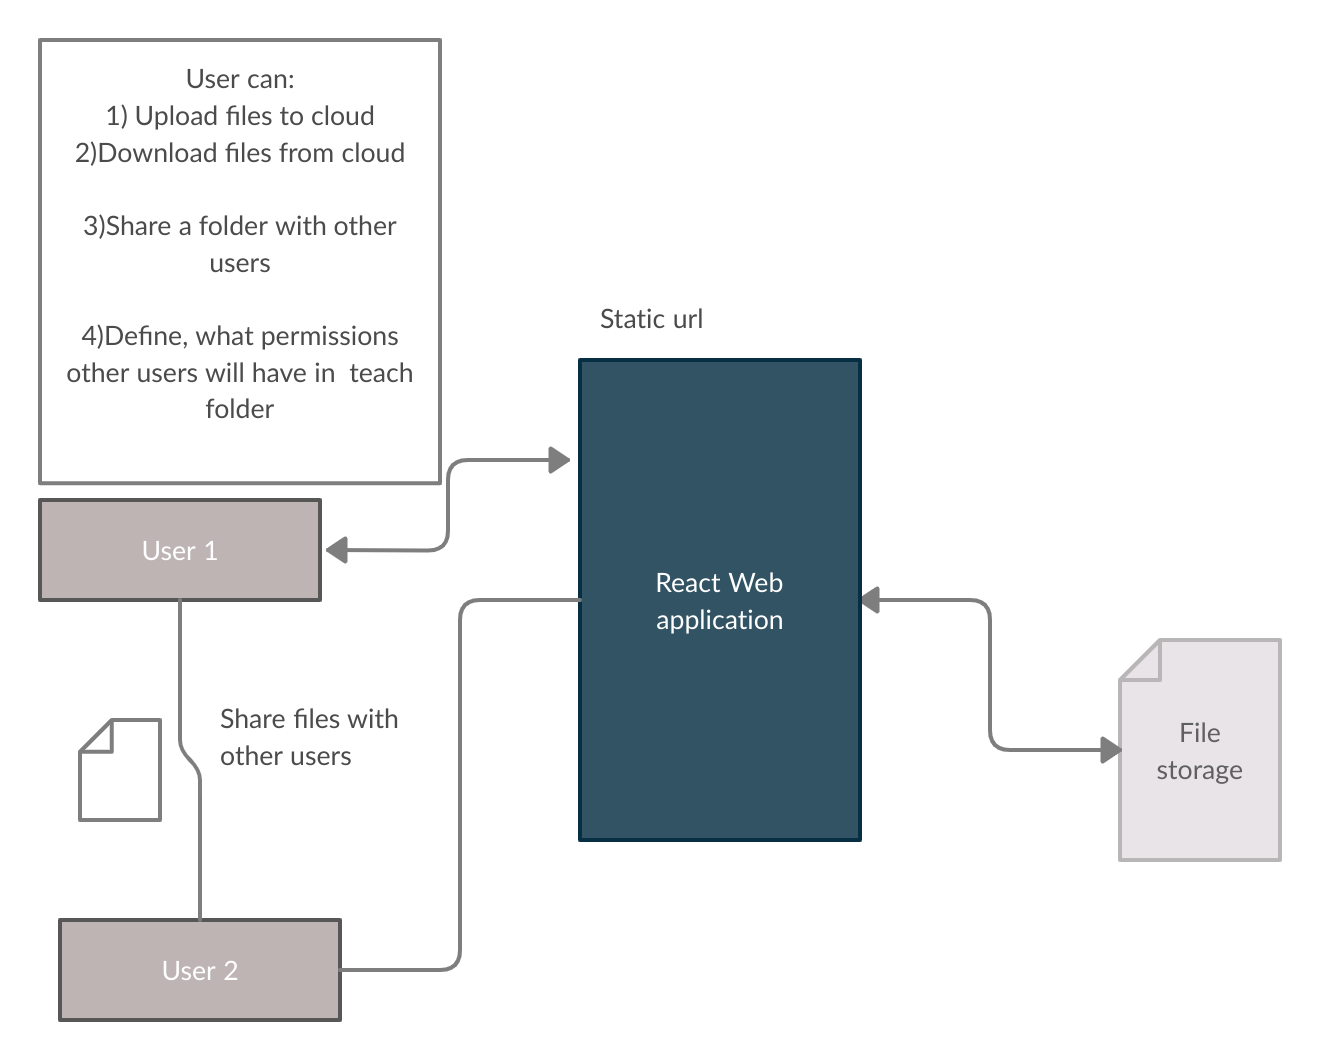 User can:
1) Upload files to cloud
2)Download files from cloud
3)Share a folder with other
users
4)Define, what permissions
other users will have in  teach
folder
Static url
User 1
React Web
application
Share files with
other users
File
storage
User 2